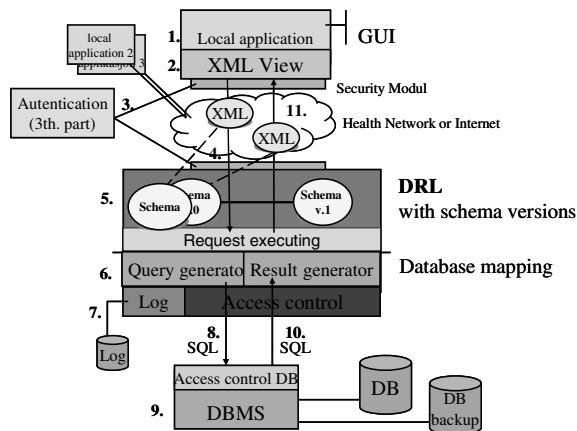 1.
Local application
GUI
local
application 2
3
2.
XML View
Security Modul
3.
Autentication
(3th. part)
XML
11.
XML
Health Network or Internet
4.
5.
Schema
.0
Schema
v.1
DRL
with schema versions
Request executing
6.
Query generato
Result generator
Database mapping
7.
Log
Access control
Log
8.
SQL
10.
SQL
Access control DB
9.
DBMS
DB
DB
backup